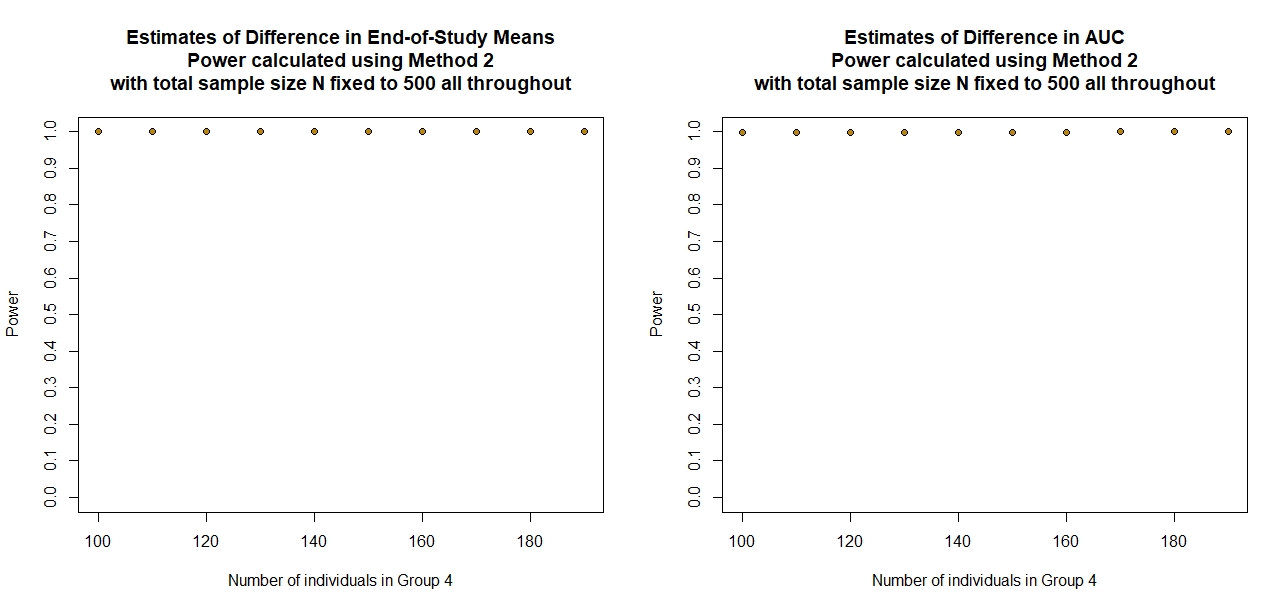 Estimates of Difference in End-of-Study Means
Power calculated using Method 2
with total sample size N fixed to 500 all throughout
Power
1.0
0.9
0.8
0.7
0.6
0.5
0.4
0.3
0.2
0.1
0.0
100 120 140 160 180
Number of individuals in Group 4
Estimates of Difference in AUC
Power calculated using Method 2
with total sample size N fixed to 500 all throughout
Power
1.0
0.9
0.8
0.7
0.6
0.5
0.4
0.3
0.2
0.1
0.0
100 120 140 160 180
Number of individuals in Group 4